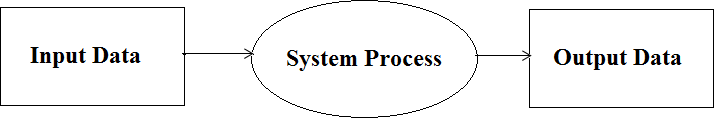 Input Data
System Process
Output Data